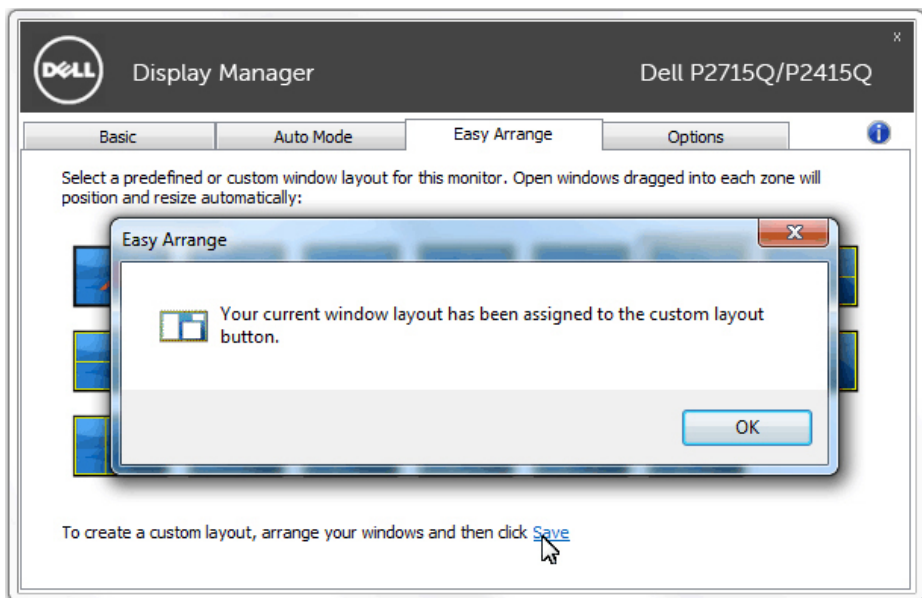 DELL
Display Manager
Dell P2715Q/P2415Q
x
Basic
Auto Mode
Easy Arrange
Options
i
Select a predefined or custom window layout for this monitor. Open windows dragged into each zone will
position and resize automatically:
Easy Arrange
x
Your current window layout has been assigned to the custom layout
button.
OK
To create a custom layout, arrange your windows and then click Save